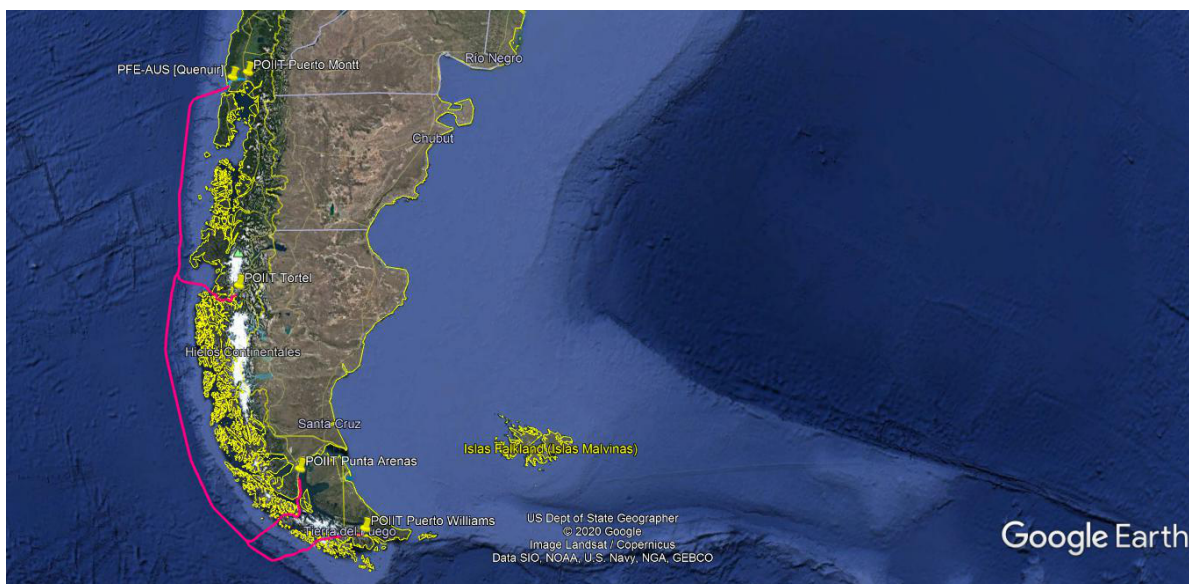 Río Negro
PFE-AUS [Quenuir]
POIIT Puerto Montt
Chubut
POIIT Tortel
Hielos Continentales
Santa Cruz
Islas Falkland (Islas Malvinas)
POIIT Punta Arenas
POIIT Puerto Williams
Tierra del Fuego
US Dept of State Geographer
© 2020 Google
Image Landsat / Copernicus
Data SIO, NOAA, U.S. Navy, NGA, GEBCO
Google Earth